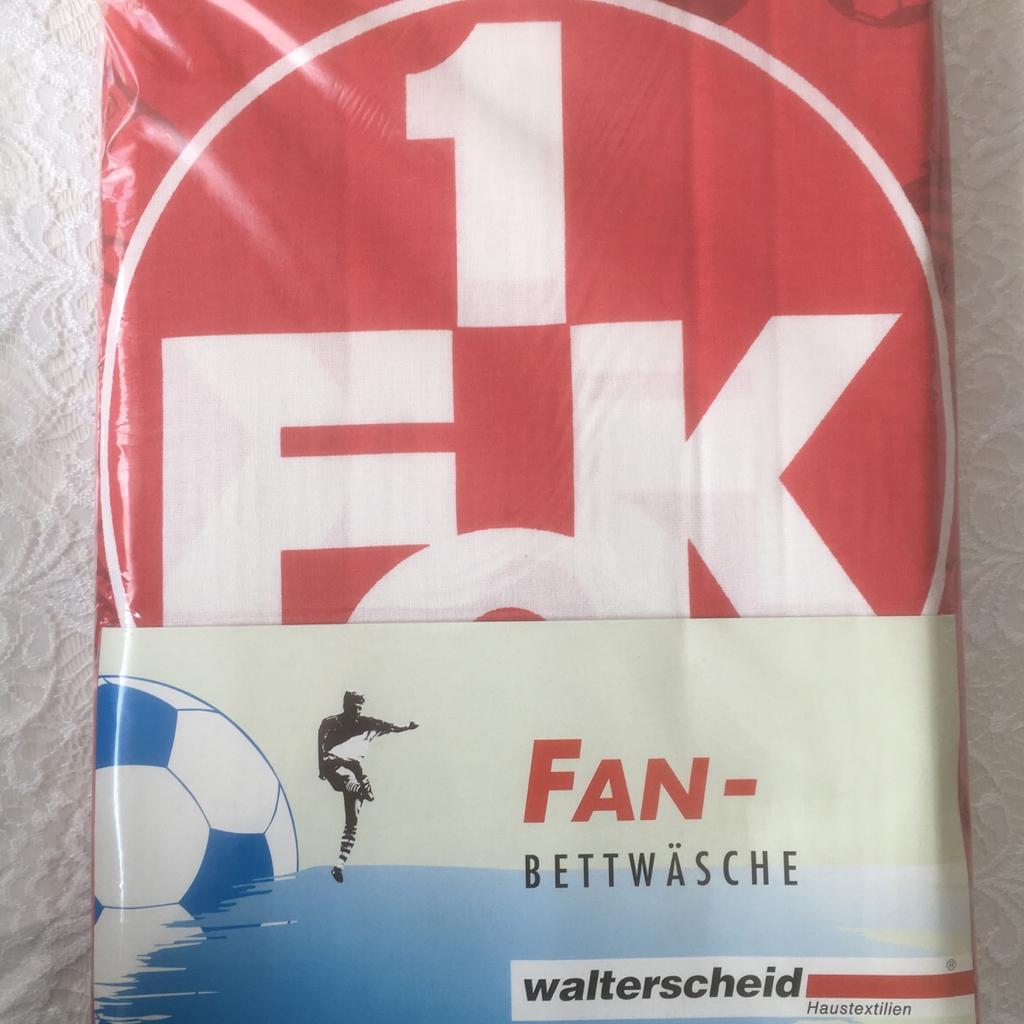 1
FCK
FAN-
BETTWÄSCHE
walterscheid
®
Haustextilien